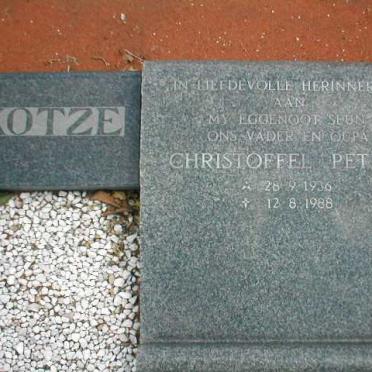 OTZE
IN LIEFDEVOLLE HERINNER
AAN
MY EGGENOOT SEUN
ONS VADER EN OUPA
CHRISTOFFEL PET
26 9 1936
12 8 1988